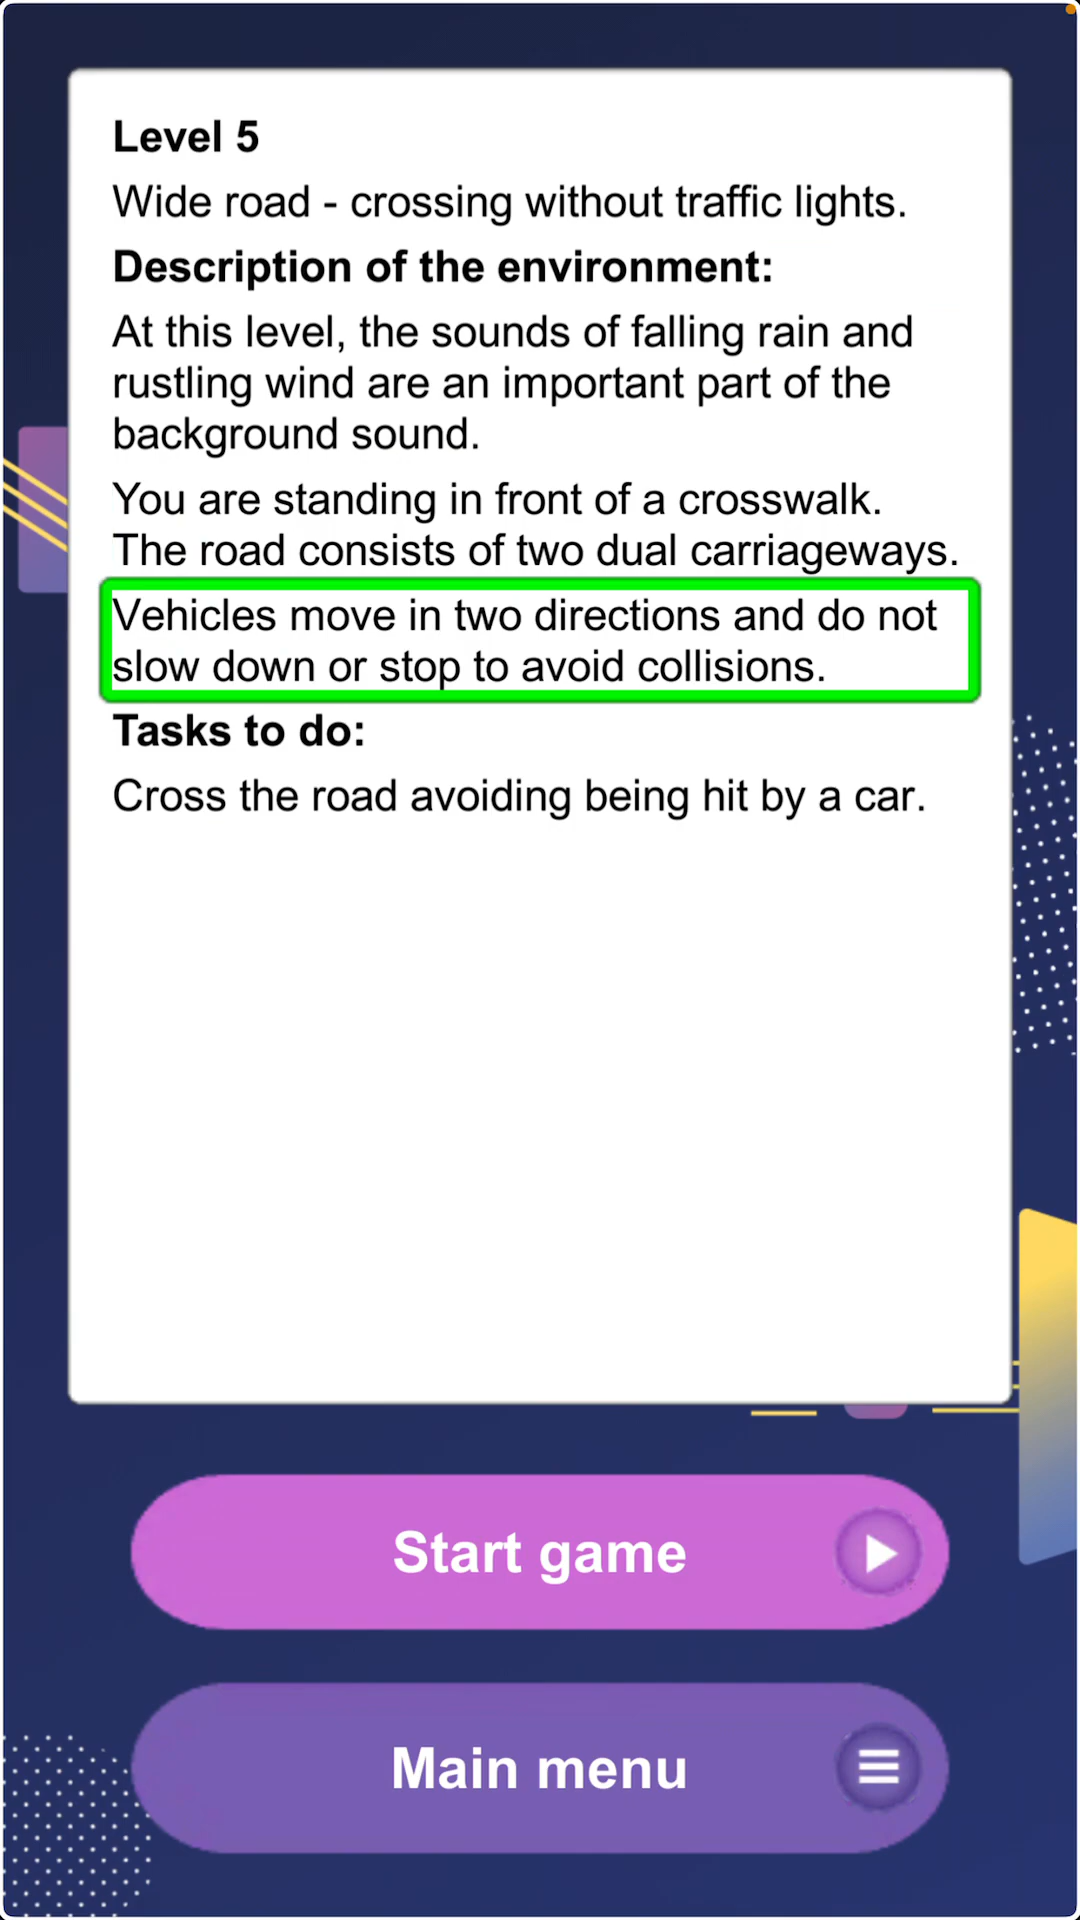 Level 5
Wide road - crossing without traffic lights.
Description of the environment:
At this level, the sounds of falling rain and
rustling wind are an important part of the
background sound.
You are standing in front of a crosswalk.
The road consists of two dual carriageways.
Vehicles move in two directions and do not
slow down or stop to avoid collisions.
Tasks to do:
Cross the road avoiding being hit by a car.
Start game
Main menu